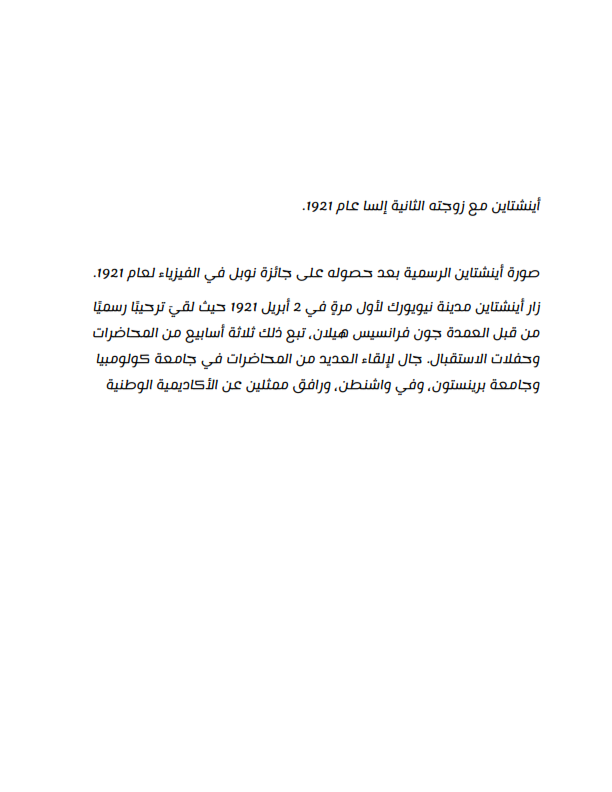 أينشتاين مع زوجته الثانية إلسا عام 1921.
صورة أينشتاين الرسمية بعد حصوله على جائزة نوبل في الفيزياء لعام 1921.
زار أينشتاين مدينة نيويورك لأول مرةٍ في 2 أبريل 1921 حيث لقيَ ترحيبًا رسميًا
من قبل العمدة جون فرانسيس هيلان، تبع ذلك ثلاثة أسابيع من المحاضرات
وحفلات الاستقبال. جال لإلقاء العديد من المحاضرات في جامعة كولومبيا
وجامعة برينستون، وفي واشنطن، ورافق ممثلين عن الأكاديمية الوطنية